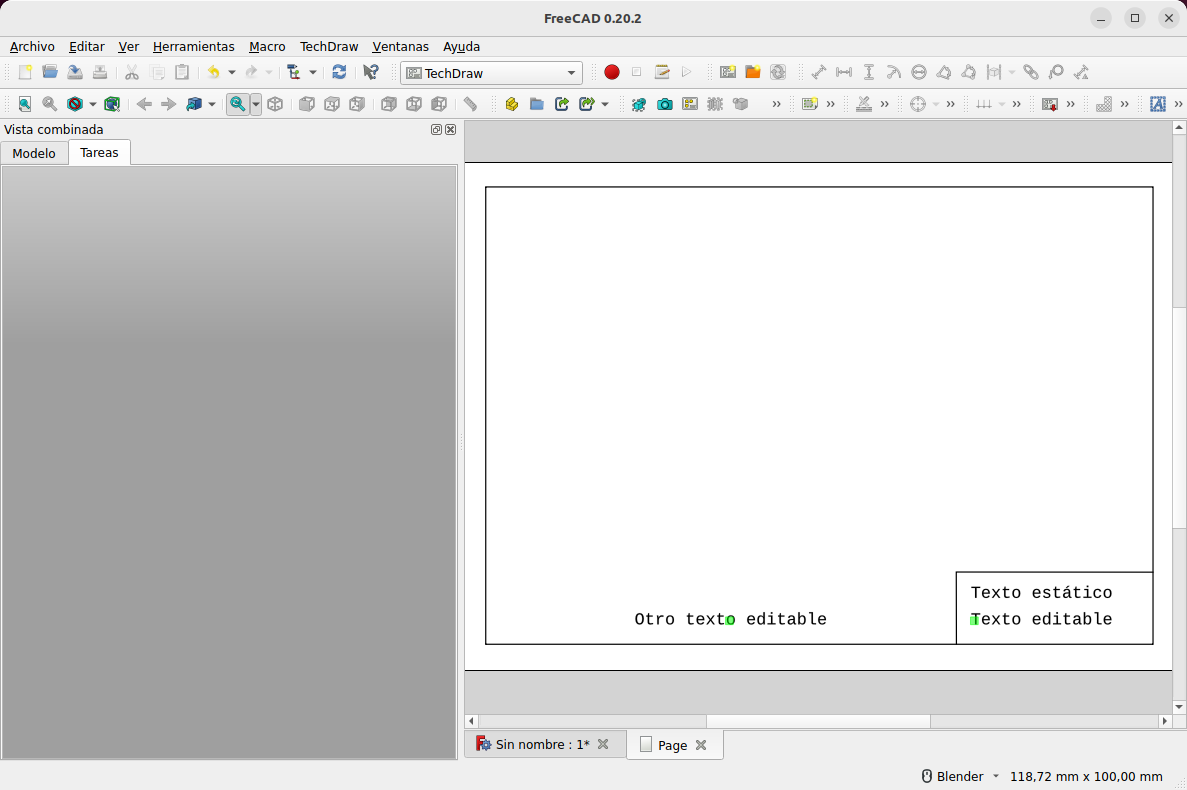 FreeCAD 0.20.2
Archivo Editar Ver Herramientas Macro TechDraw Ventanas Ayuda
TechDraw
Vista combinada
Modelo Tareas
Texto estático
Otro texto editable
Texto editable
Sin nombre : 1* Page
Blender 118,72 mm x 100,00 mm